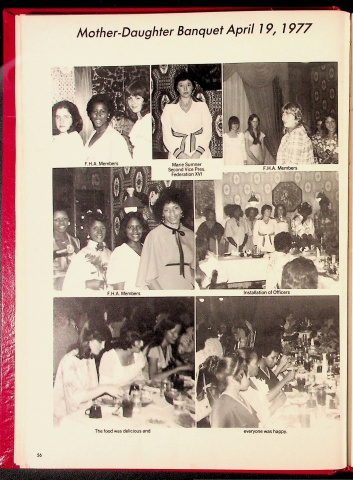 Mother-Daughter Banquet April 19, 1977
F.H.A. Members
Marie Sumner
Second Vice Pres.
Federation XVI
F.H.A. Members
F.H.A. Members
Installation of Officers
The food was delicious and
everyone was happy.
56